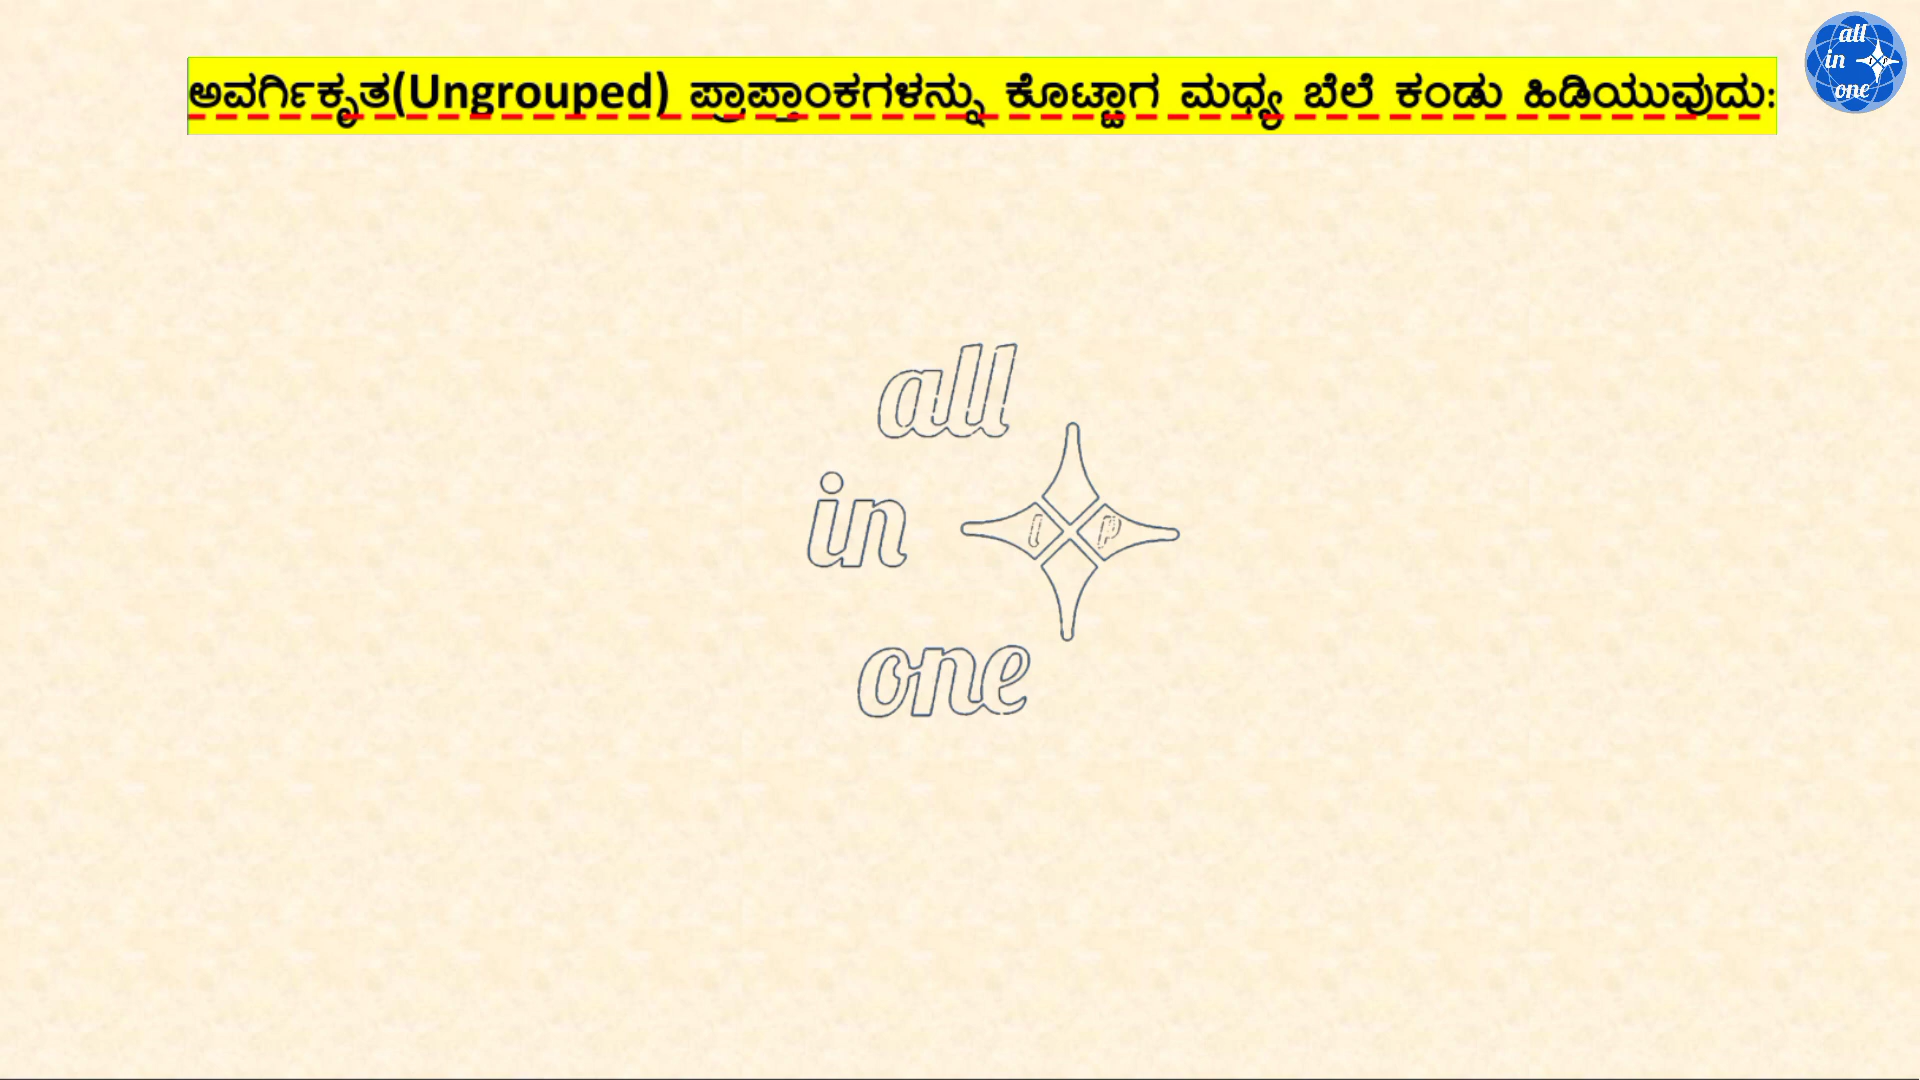 ಅವರ್ಗಿಕೃತ(Ungrouped) ಪ್ರಾಪ್ತಾಂಕಗಳನ್ನು ಕೊಟ್ಟಾಗ ಮಧ್ಯ ಬೆಲೆ ಕಂಡು ಹಿಡಿಯುವುದು:
all
in
one
all
in
I P
one